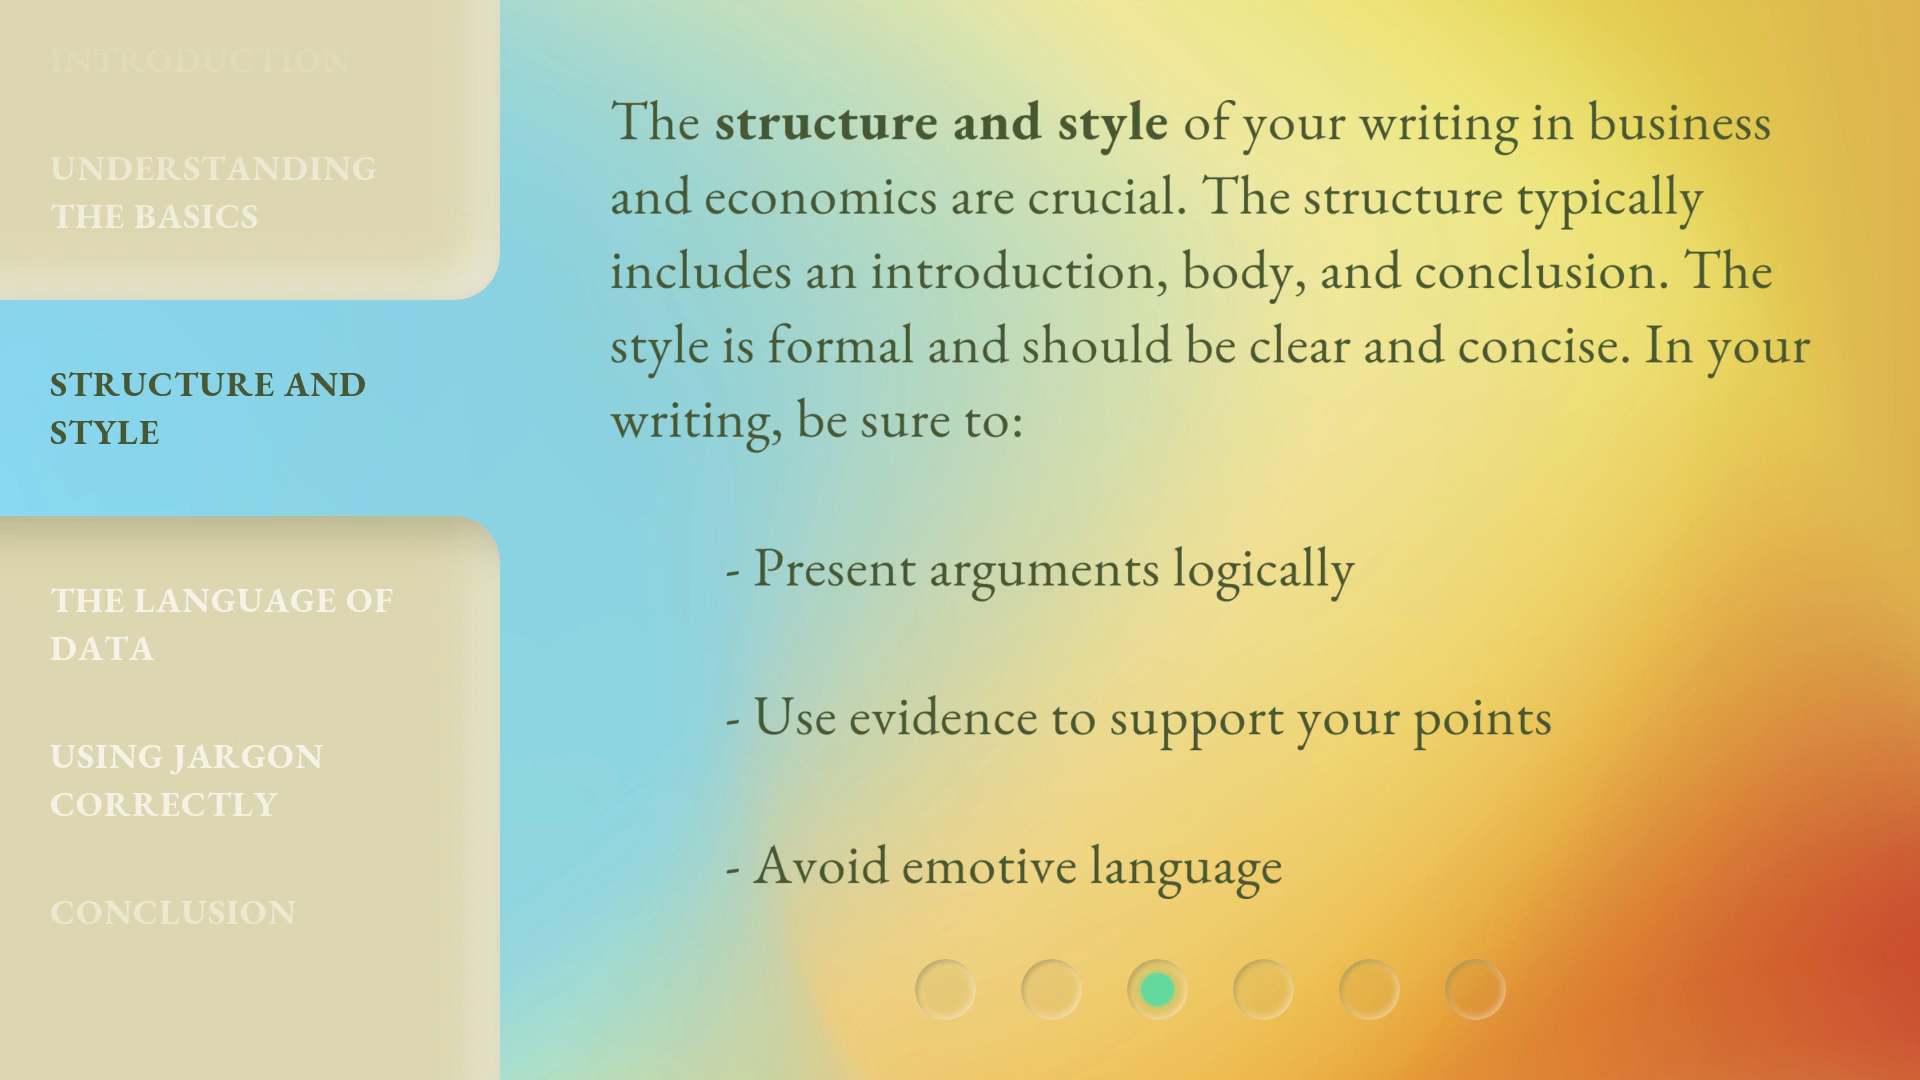 INTRODUCTION
UNDERSTANDING
THE BASICS
STRUCTURE AND
STYLE
THE LANGUAGE OF
DATA
USING JARGON
CORRECTLY
CONCLUSION
The structure and style of your writing in business
and economics are crucial. The structure typically
includes an introduction, body, and conclusion. The
style is formal and should be clear and concise. In your
writing, be sure to:
- Present arguments logically
- Use evidence to support your points
- Avoid emotive language